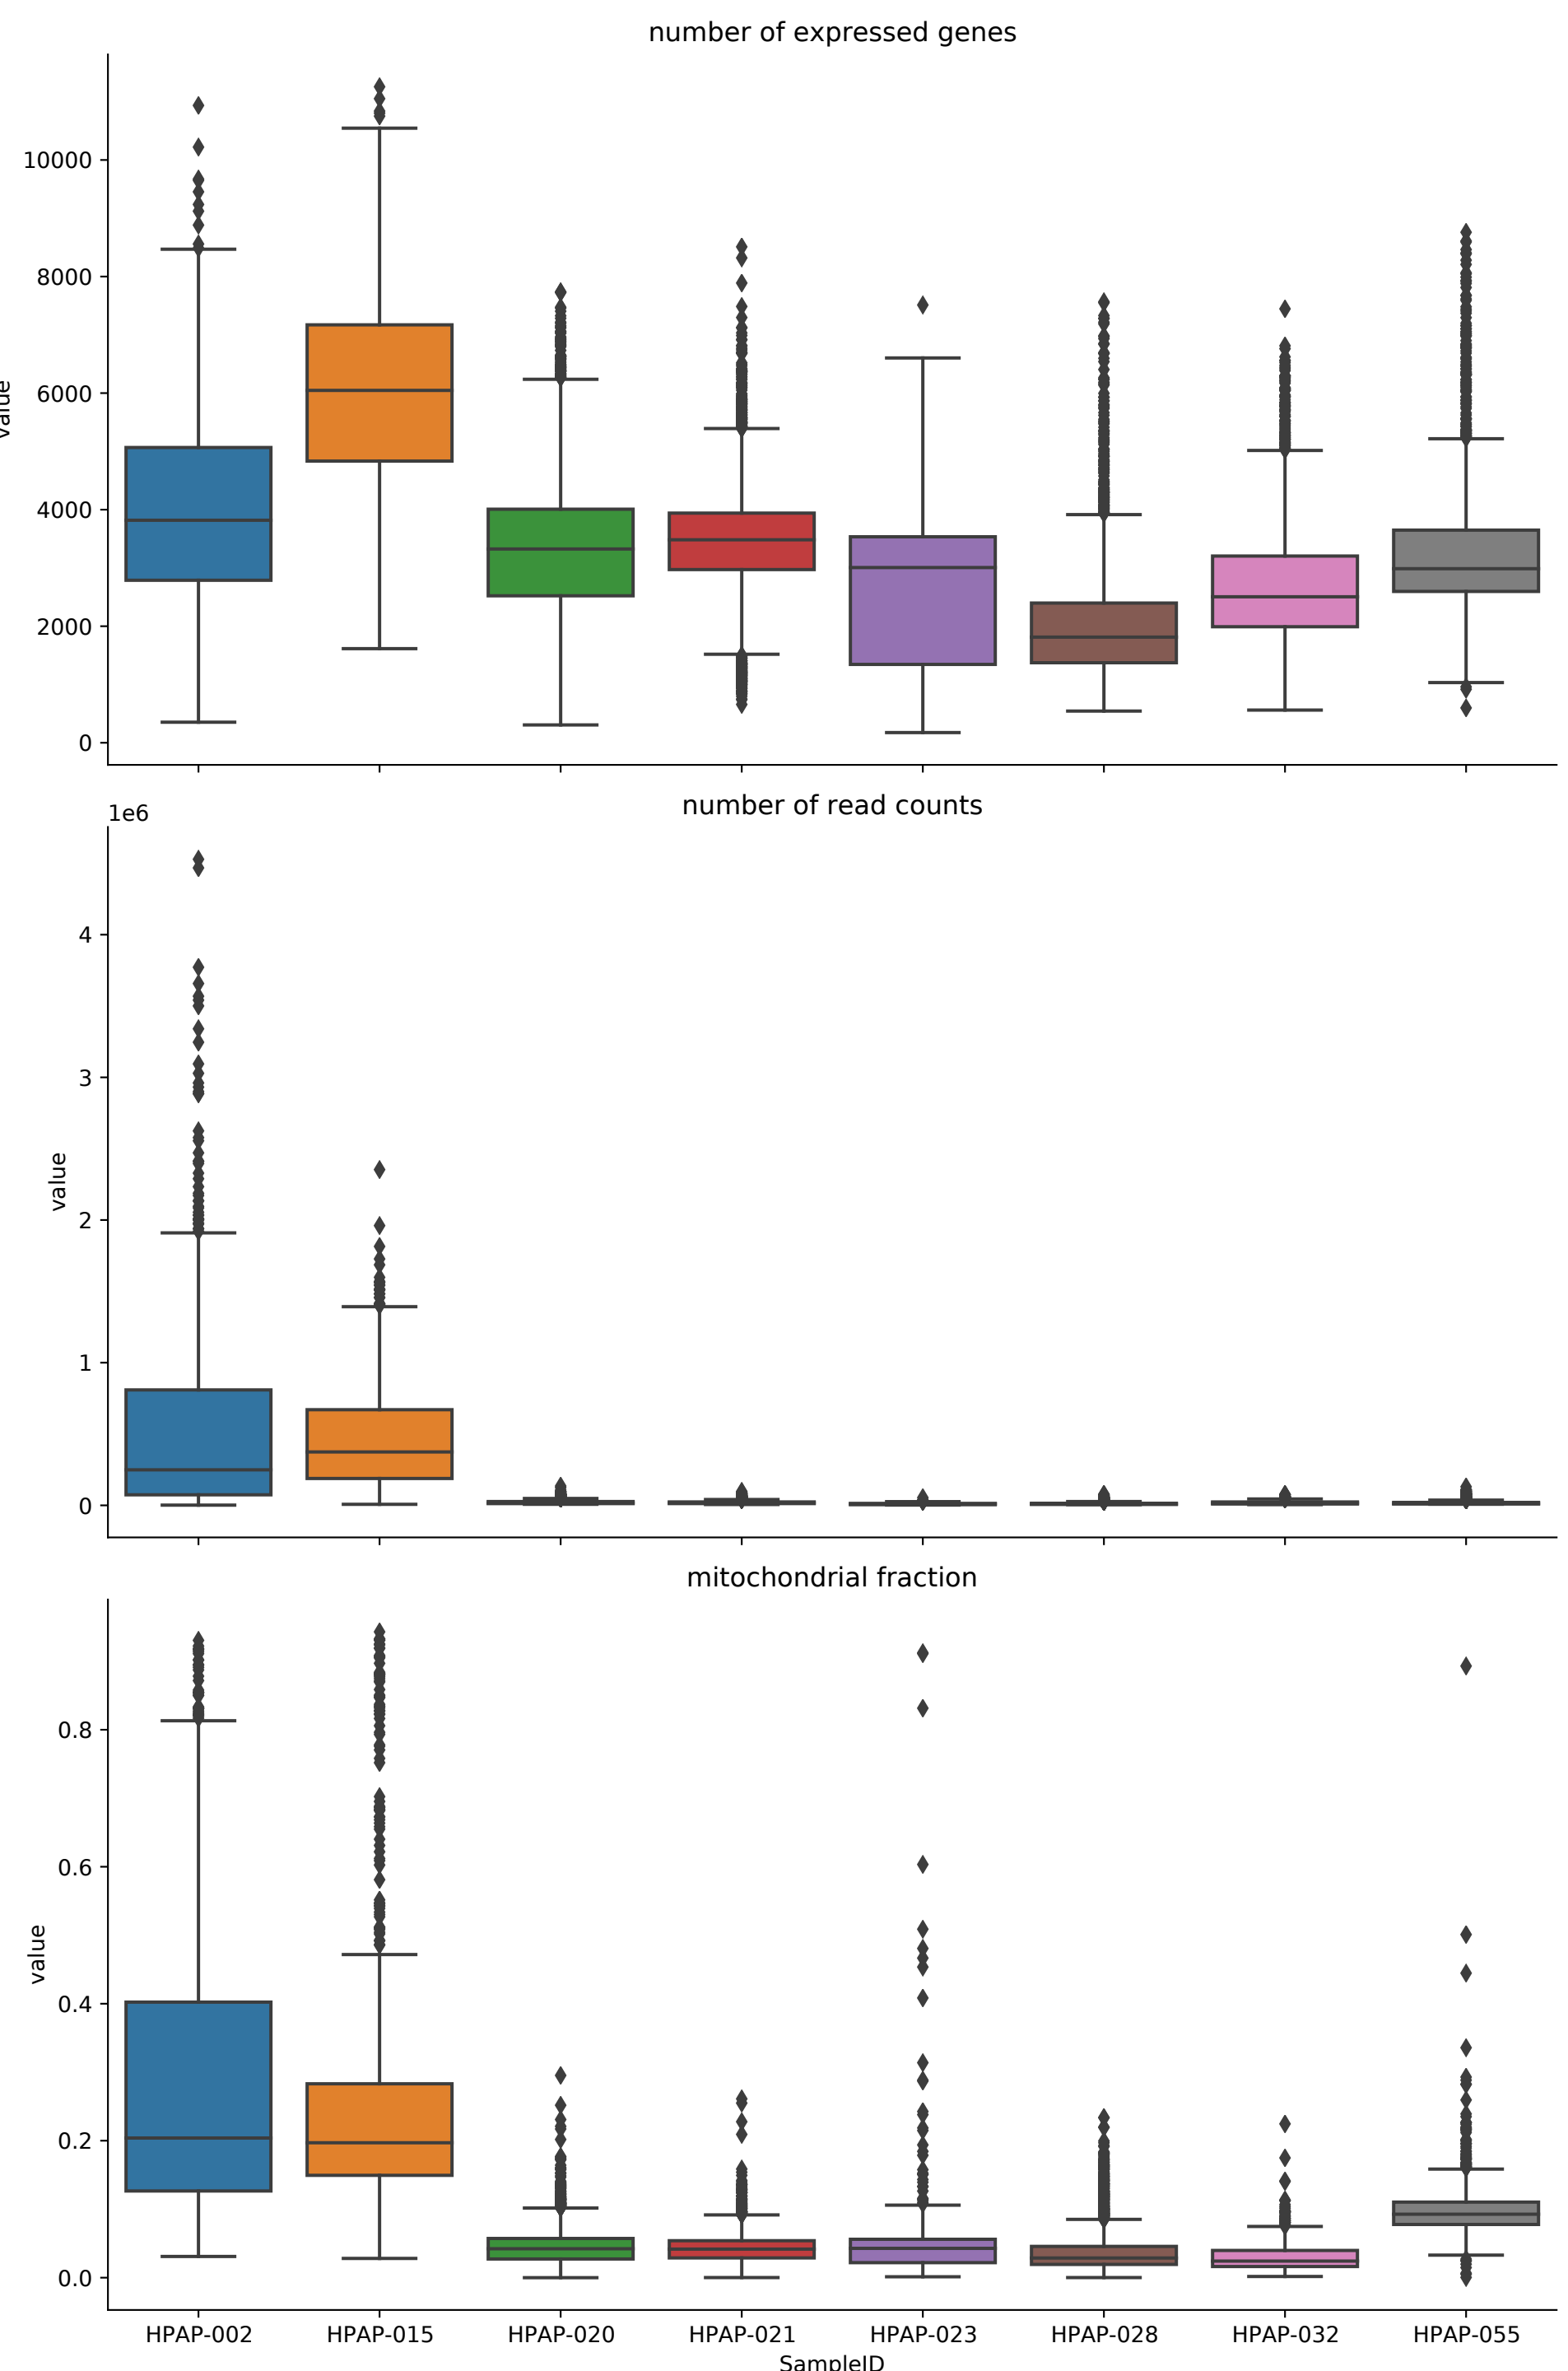 number of expressed genes
10000
8000
6000
4000
2000
0
value
1e6
number of read counts
4
3
2
1
0
value
mitochondrial fraction
0.8
0.6
0.4
0.2
0.0
value
HPAP-002 HPAP-015 HPAP-020 HPAP-021 HPAP-023 HPAP-028 HPAP-032 HPAP-055
SampleID